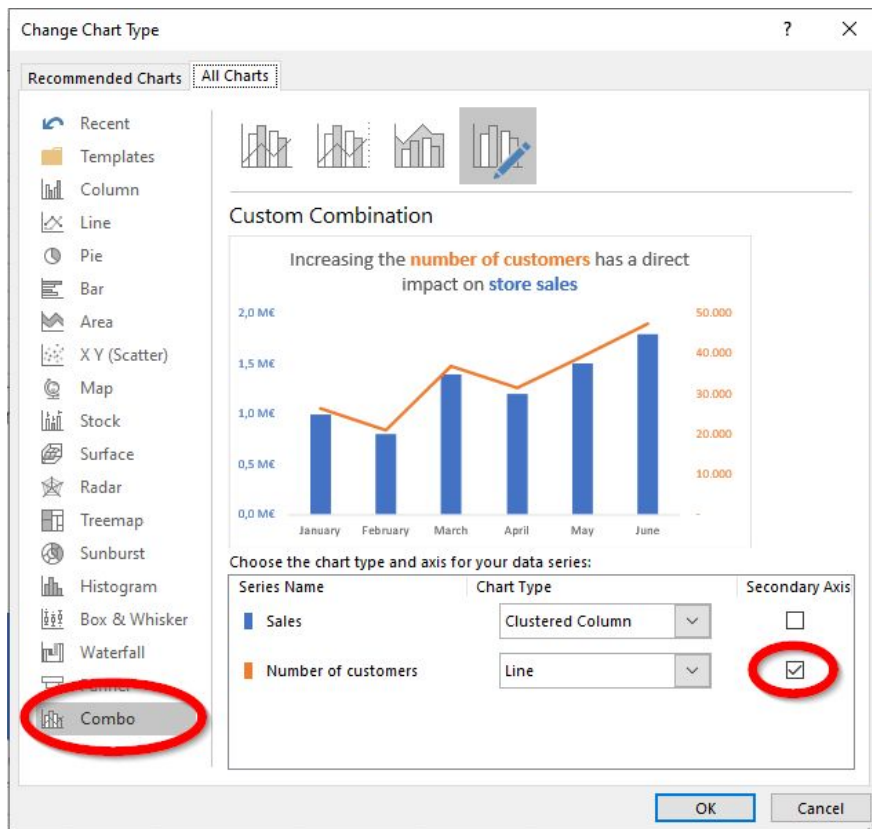 Change Chart Type
?
Recommended Charts
All Charts
Recent
Templates
Column
Line
Pie
Bar
Area
X Y (Scatter)
Map
Stock
Surface
Radar
Treemap
Sunburst
Histogram
Box & Whisker
Waterfall
Combo
Custom Combination
Increasing the number of customers has a direct
impact on store sales
2,0 M€
1,5 M€
1,0 M€
0,5 M€
0,0 M€
50.000
40.000
30.000
20.000
10.000
-
January February March April May June
Choose the chart type and axis for your data series:
Series Name Chart Type Secondary Axis
Sales Clustered Column
Number of customers Line
OK Cancel